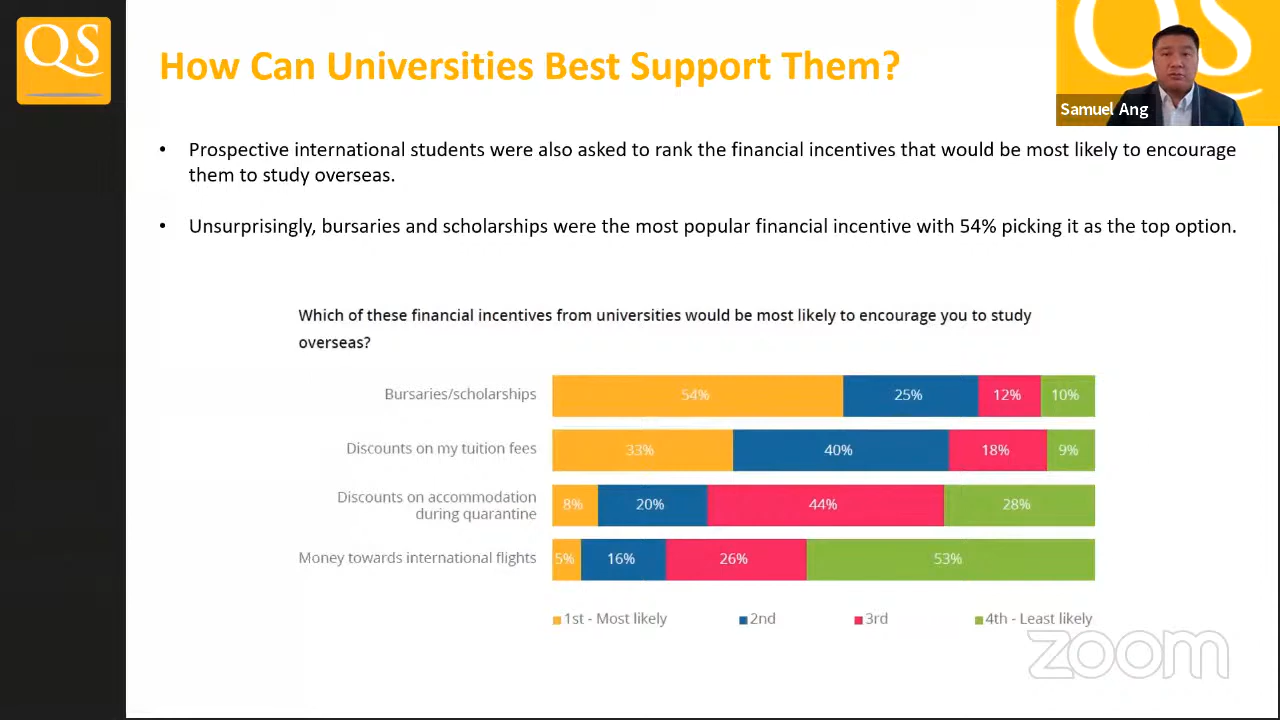 QS
How Can Universities Best Support Them?
QS
Samuel Ang
• Prospective international students were also asked to rank the financial incentives that would be most likely to encourage
them to study overseas.
• Unsurprisingly, bursaries and scholarships were the most popular financial incentive with 54% picking it as the top option.
Which of these financial incentives from universities would be most likely to encourage you to study
overseas?
Bursaries/scholarships 54% 25% 12% 10%
Discounts on my tuition fees 33% 40% 18% 9%
Discounts on accommodation
during quarantine 8% 20% 44% 28%
Money towards international flights 5% 16% 26% 53%
1st - Most likely 2nd 3rd 4th - Least likely
zoom